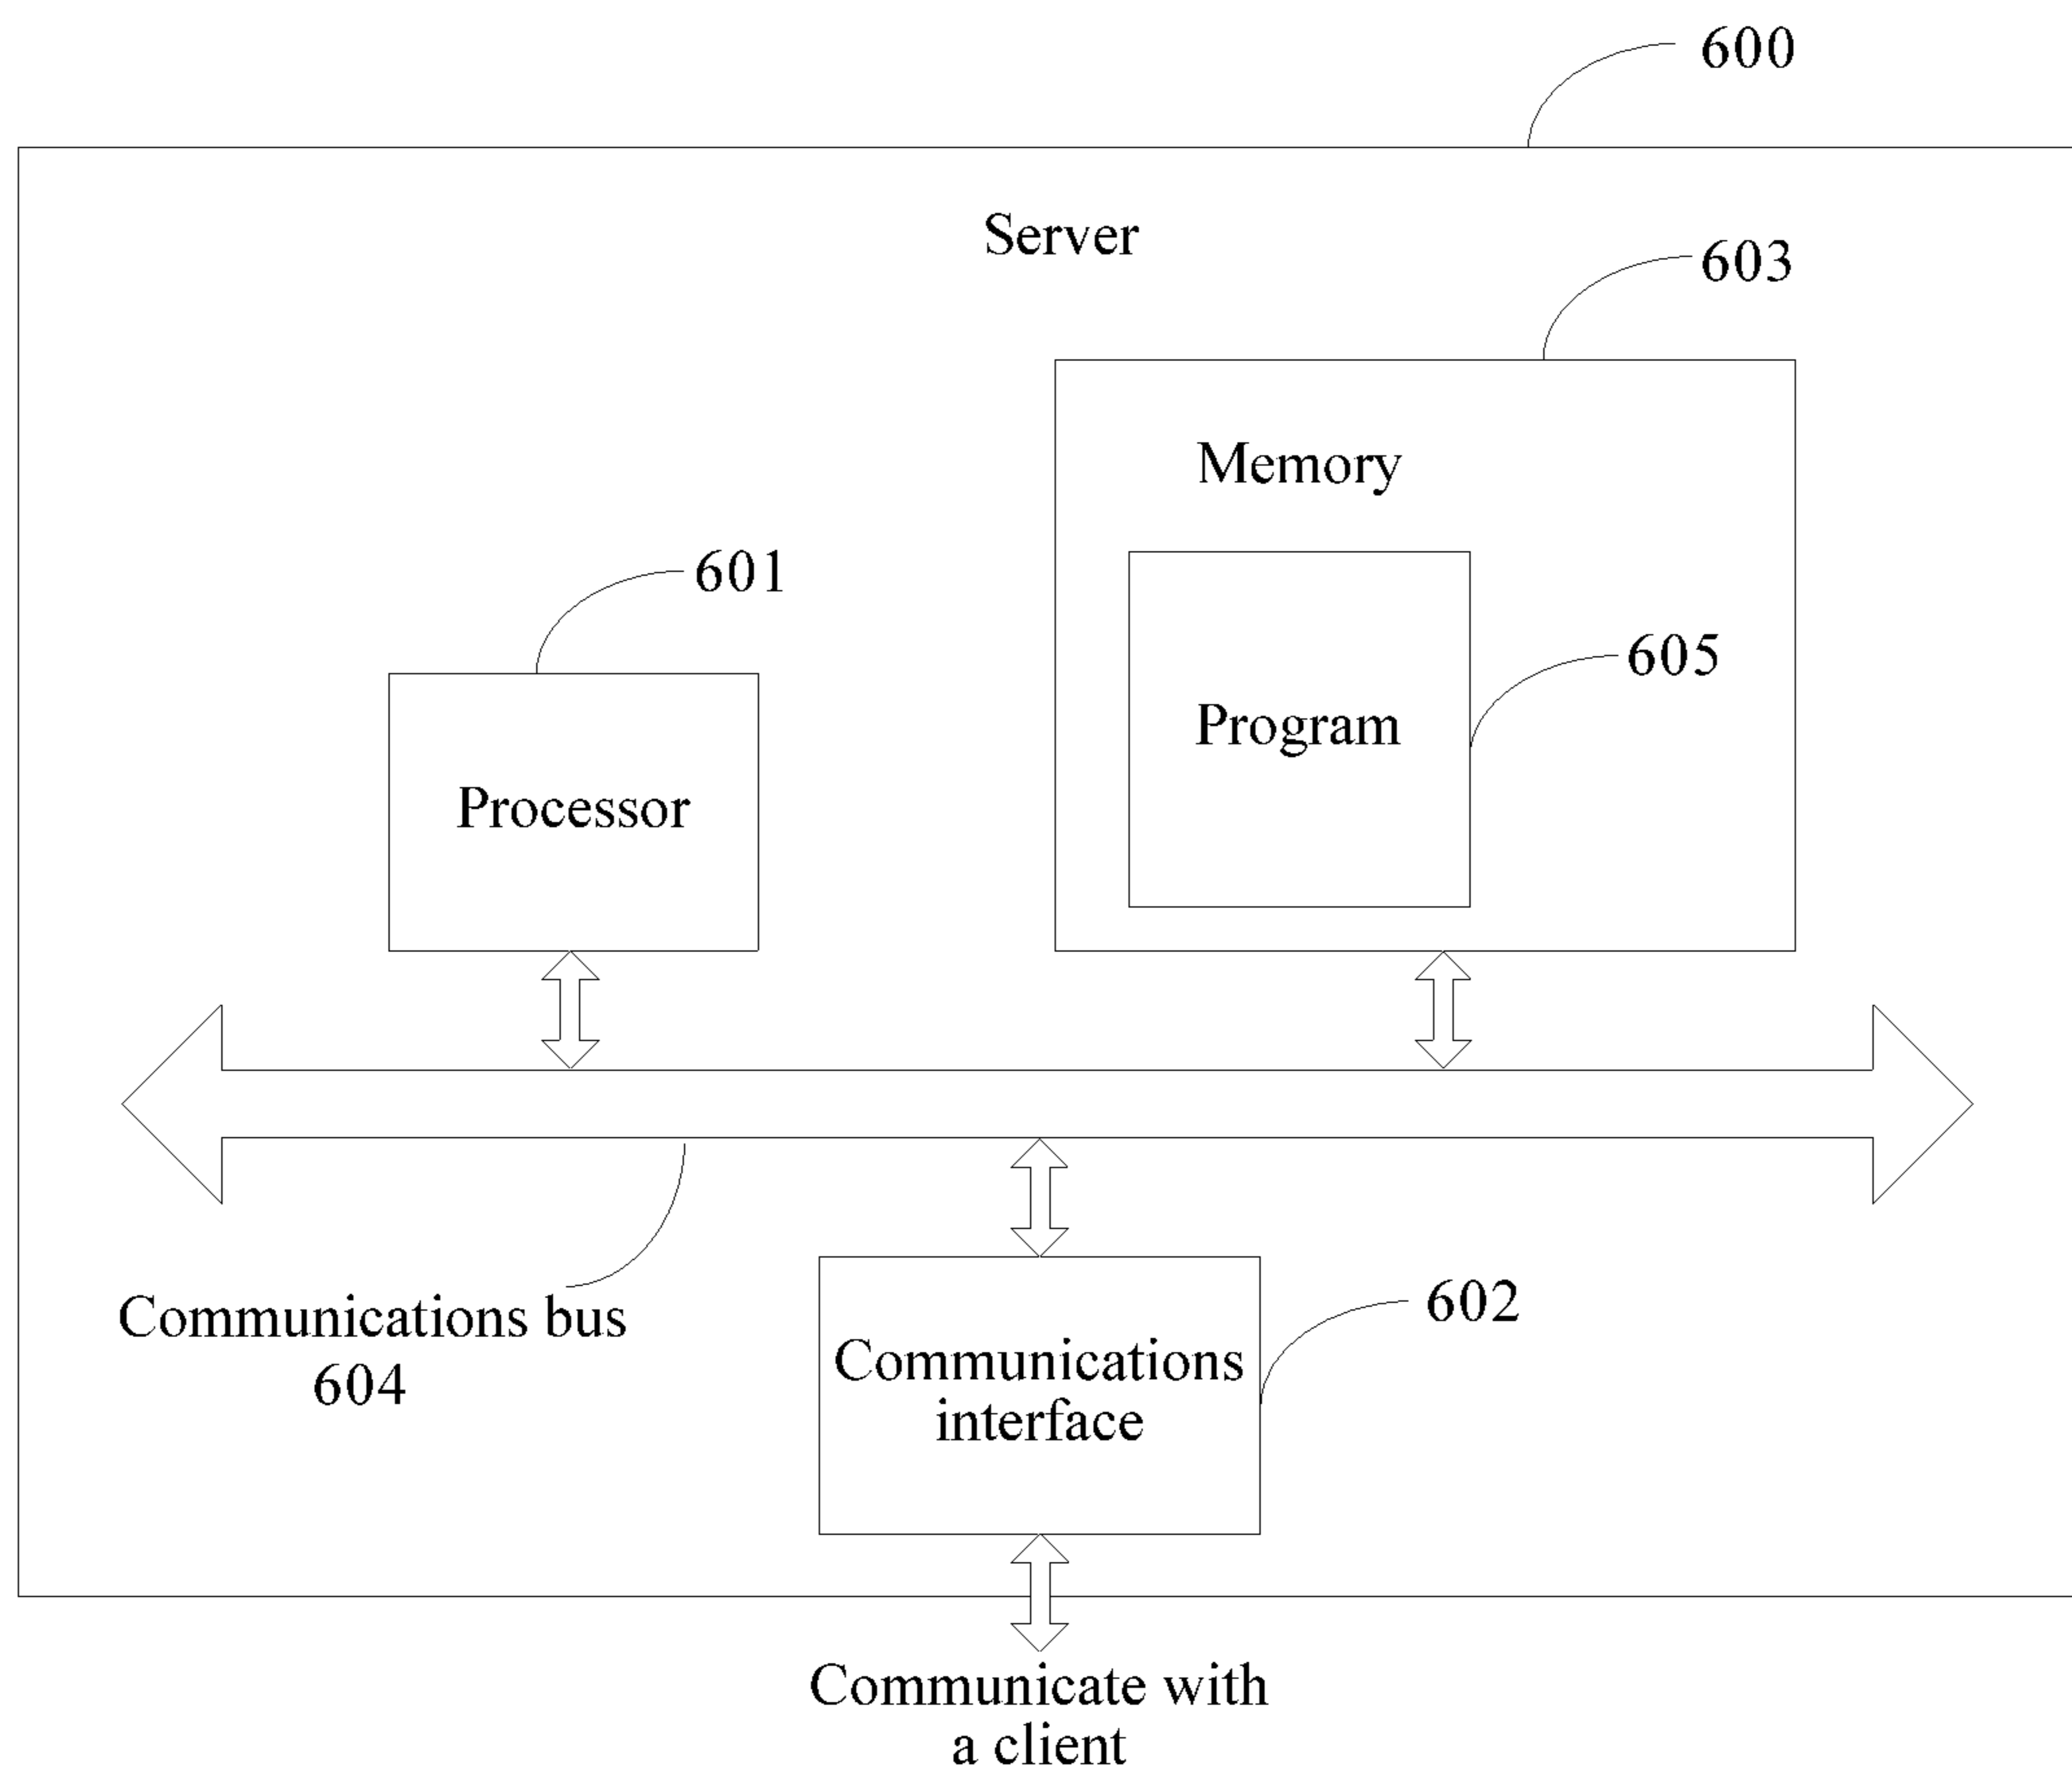 600
Server
603
Memory
601
605
Program
Processor
Communications bus
604
602
Communications
interface
Communicate with
a client